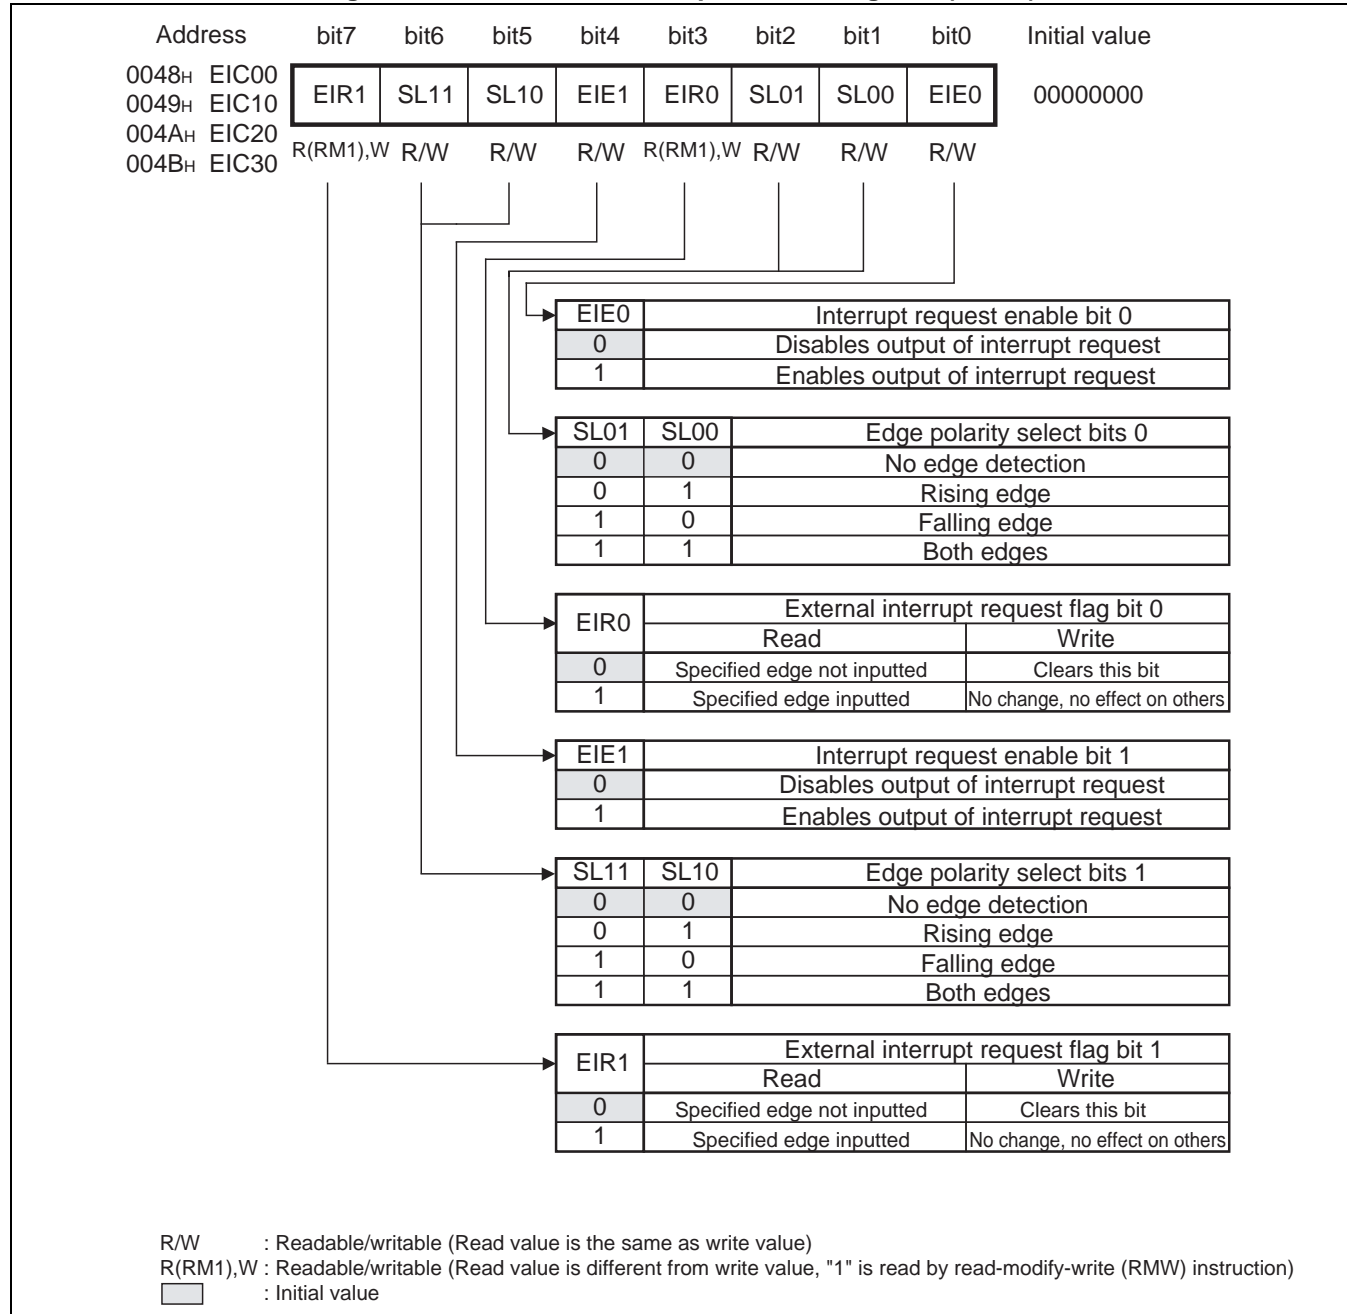 Address bit7 bit6 bit5 bit4 bit3 bit2 bit1 bit0 Initial value
0048H EIC00
0049H EIC10
004AH EIC20
004BH EIC30
EIR1 SL11 SL10 EIE1 EIR0 SL01 SL00 EIE0 00000000
R(RM1),W R/W R/W R/W R(RM1),W R/W R/W R/W
EIE0 Interrupt request enable bit 0
0 Disables output of interrupt request
1 Enables output of interrupt request
SL01 SL00 Edge polarity select bits 0
0 0 No edge detection
0 1 Rising edge
1 0 Falling edge
1 1 Both edges
EIR0 External interrupt request flag bit 0
Read Write
0 Specified edge not inputted Clears this bit
1 Specified edge inputted No change, no effect on others
EIE1 Interrupt request enable bit 1
0 Disables output of interrupt request
1 Enables output of interrupt request
SL11 SL10 Edge polarity select bits 1
0 0 No edge detection
0 1 Rising edge
1 0 Falling edge
1 1 Both edges
EIR1 External interrupt request flag bit 1
Read Write
0 Specified edge not inputted Clears this bit
1 Specified edge inputted No change, no effect on others
R/W : Readable/writable (Read value is the same as write value)
R(RM1),W : Readable/writable (Read value is different from write value, "1" is read by read-modify-write (RMW) instruction)
: Initial value